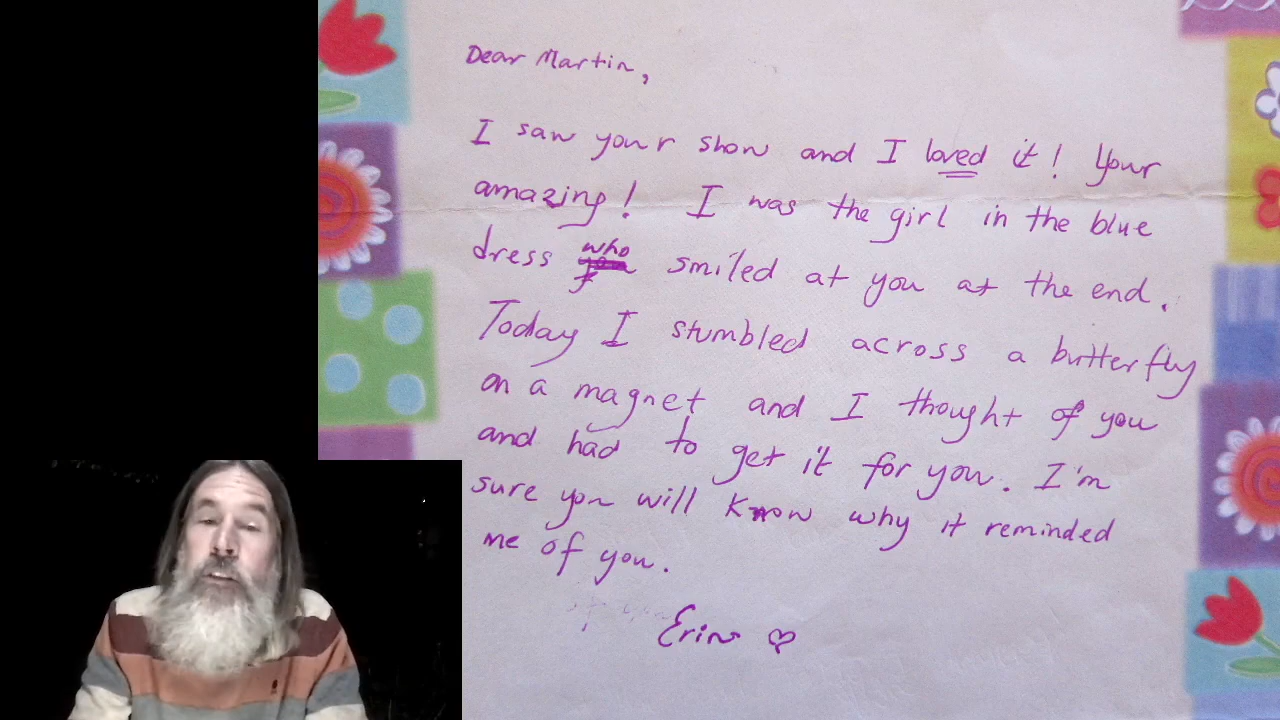 Dear Martin,
I saw your show and I loved it! Your
amazing! I was the girl in the blue
dress who smiled at you at the end.
Today I stumbled across a butterfly
on a magnet and I thought of you
and had to get it for you. I'm
sure you will know why it reminded
me of you.
Erin ♡